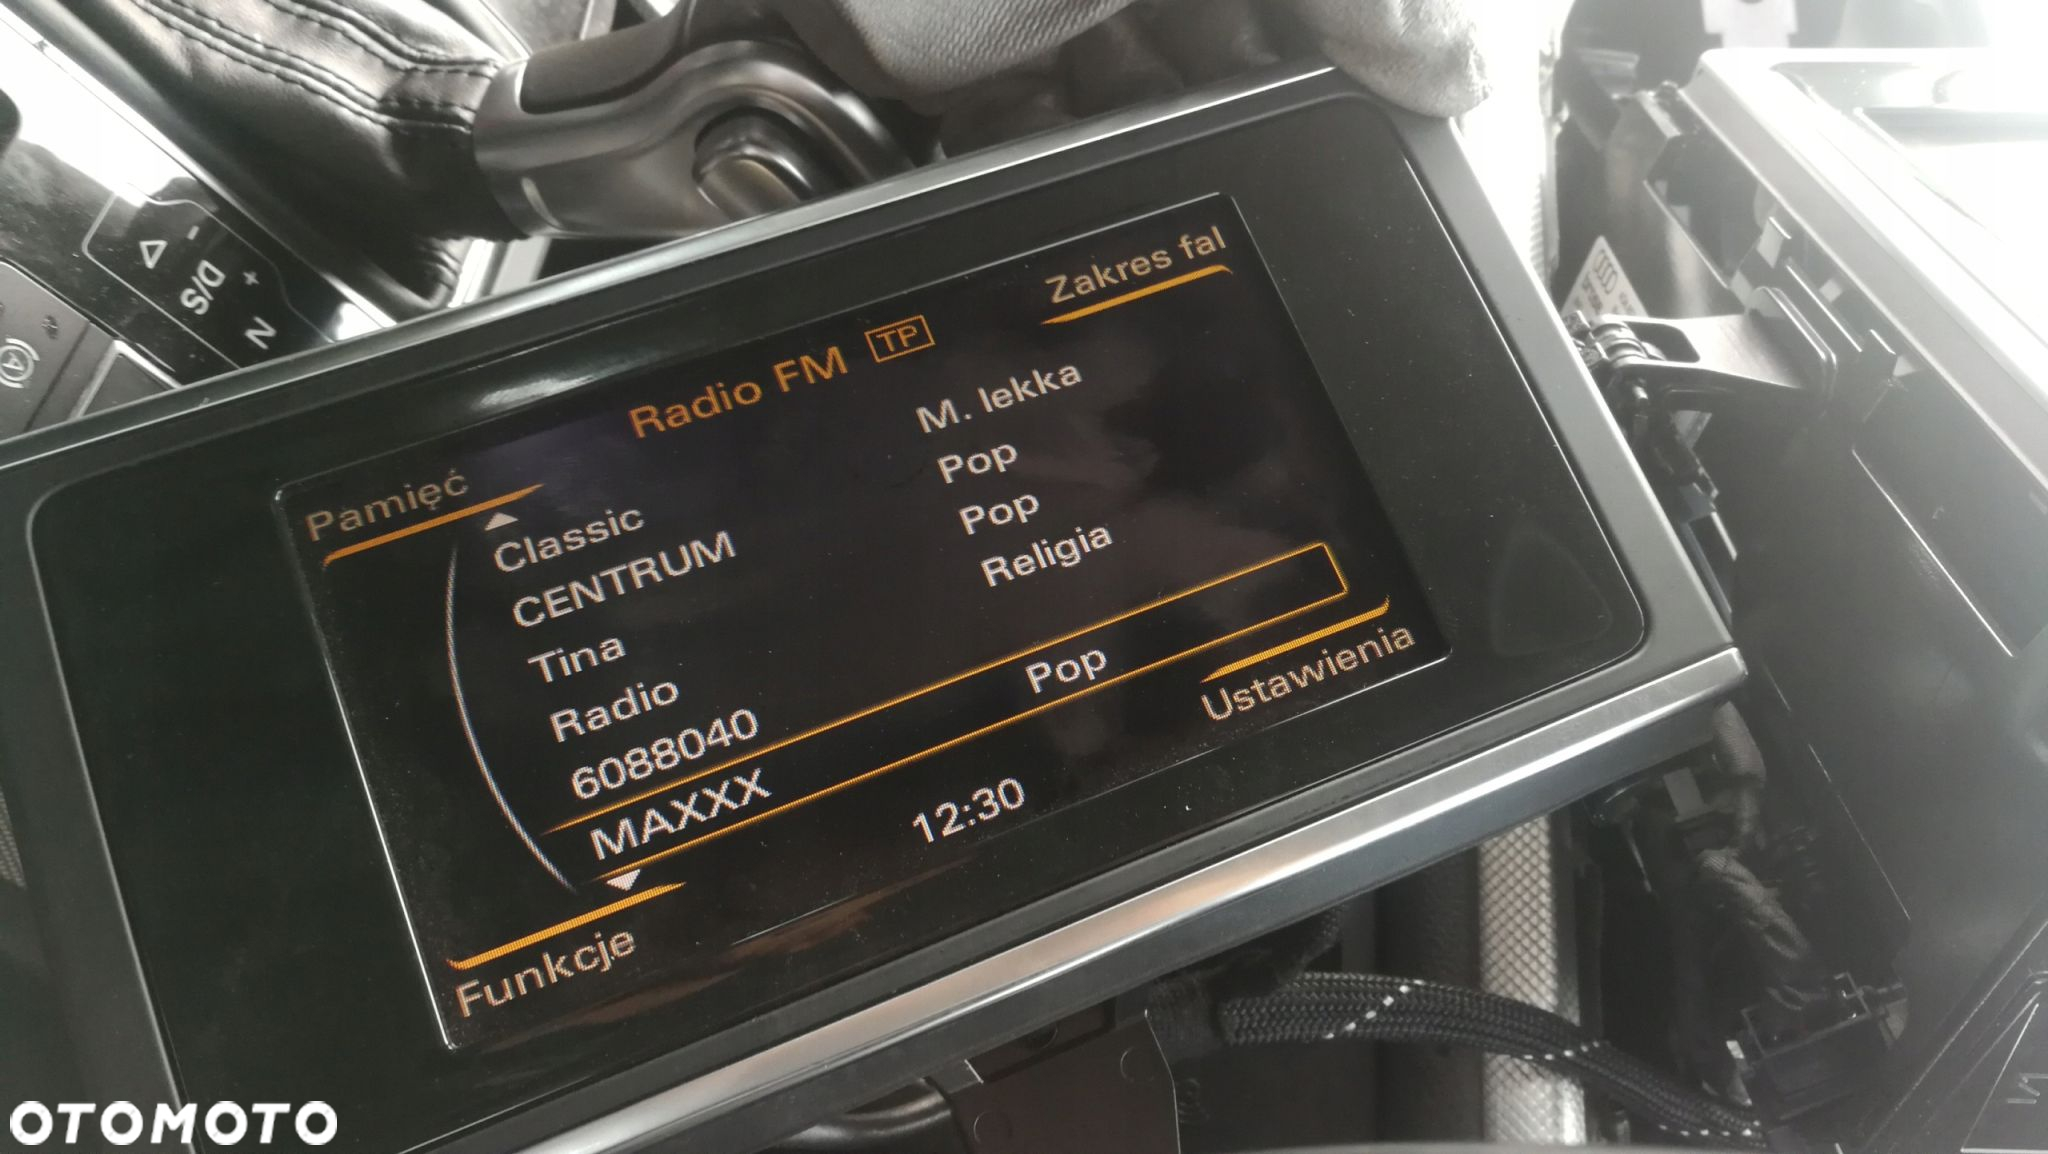 Zakres fal
Radio FM TP
Pamięć
Classic M. lekka
CENTRUM Pop
Tina Pop
Radio Religia
6088040
MAXXX Pop
Ustawienia
12:30
Funkcje
D/S
+
-
N
A
OTOMOTO